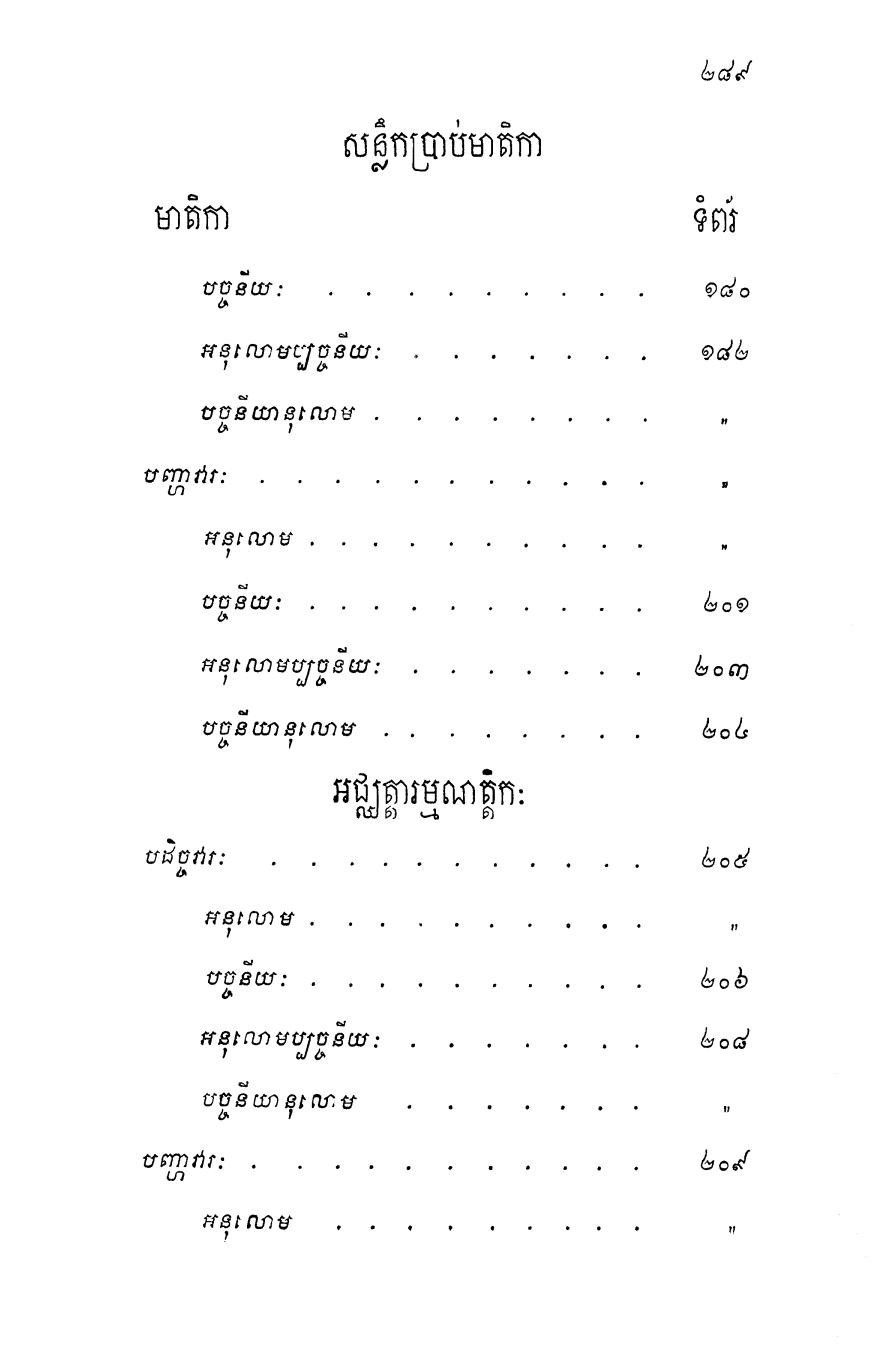 ២៨៩
សន្លឹកប្រាប់មាតិកា
មាតិកា ទំព័រ
បច្ចនីយៈ . . . . . . . . . ១៨០
អនុលោមប្បច្ចនីយៈ . . . . . . . ១៨២
បច្ចនីយានុលោម . . . . . . . . "
បញ្ហាវារៈ . . . . . . . . . . . "
អនុលោម . . . . . . . . . . "
បច្ចនីយៈ . . . . . . . . . . ២០១
អនុលោមប្បច្ចនីយៈ . . . . . . . ២០៣
បច្ចនីយានុលោម . . . . . . . . ២០៤
អជ្ឈត្តារម្មណត្តិកៈ
បដិច្ចវារៈ . . . . . . . . . . . ២០៥
អនុលោម . . . . . . . . . . "
បច្ចនីយៈ . . . . . . . . . . ២០៦
អនុលោមប្បច្ចនីយៈ . . . . . . . ២០៨
បច្ចនីយានុលោម . . . . . . . "
បញ្ហាវារៈ . . . . . . . . . . . ២០៩
អនុលោម . . . . . . . . . "